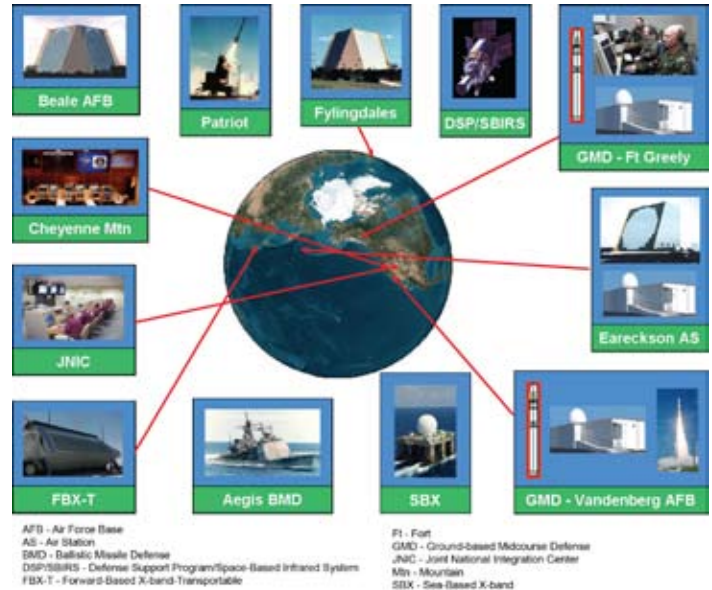 Beale AFB
Patriot
Fylingdales
DSP/SBIRS
GMD - Ft Greely
Cheyenne Mtn
Eareckson AS
JNIC
FBX-T
Aegis BMD
SBX
GMD - Vandenberg AFB
AFB - Air Force Base
AS - Air Station
BMD - Ballistic Missile Defense
DSP/SBIRS - Defense Support Program/Space-Based Infrared System
FBX-T - Forward-Based X-band-Transportable
Ft - Fort
GMD - Ground-based Midcourse Defense
JNIC - Joint National Integration Center
Mtn - Mountain
SBX - Sea-Based X-band